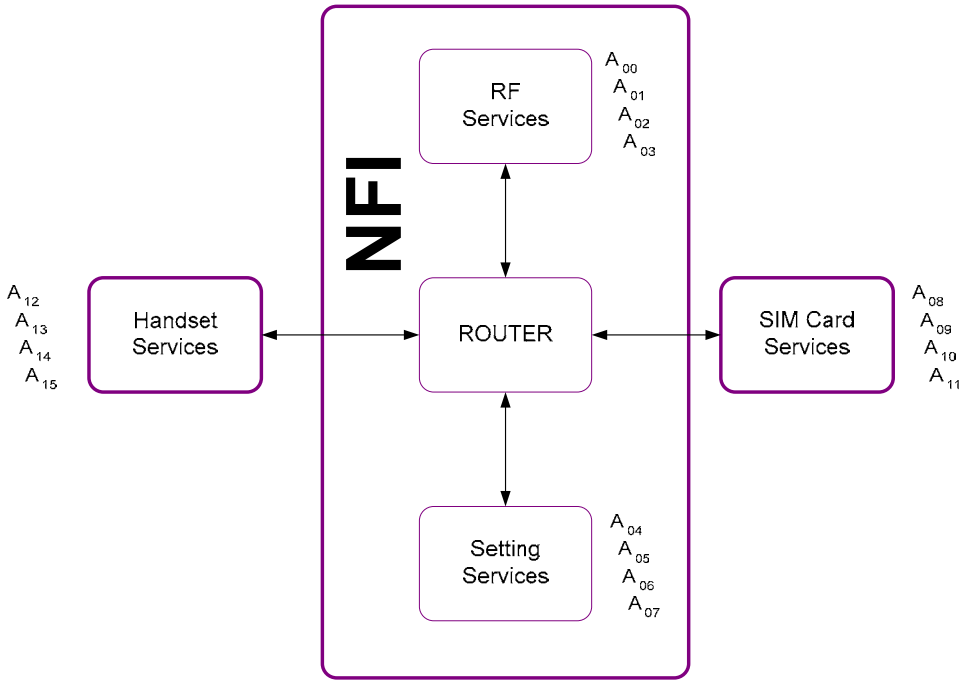 RF
Services
A00
A01
A02
A03
NFI
Handset
Services
A12
A13
A14
A15
ROUTER
SIM Card
Services
A08
A09
A10
A11
Setting
Services
A04
A05
A06
A07